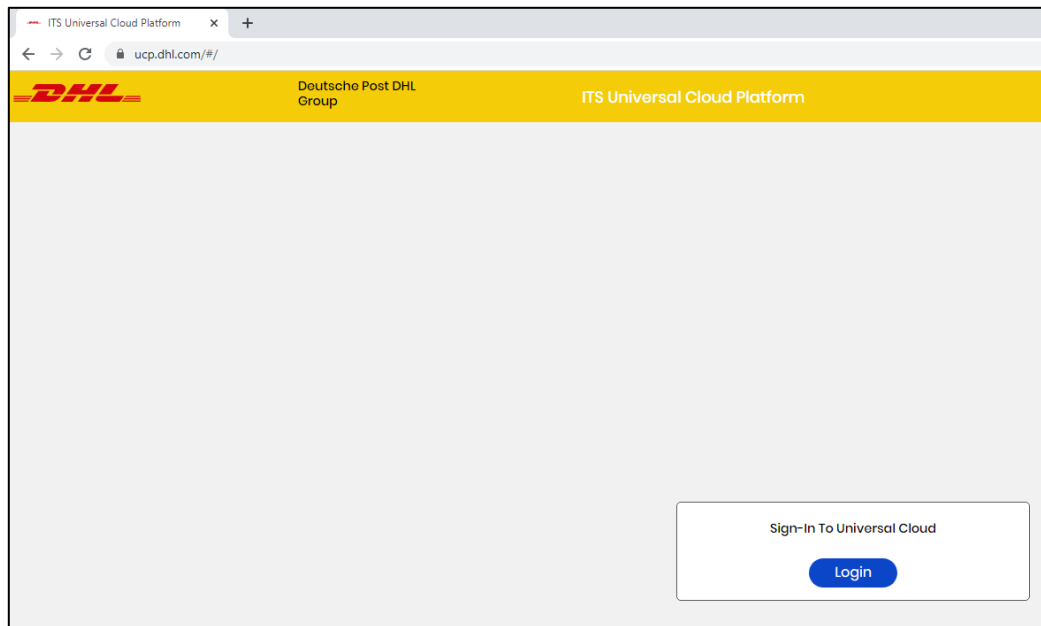 ITS Universal Cloud Platform
ucp.dhl.com/#/
DHL
Deutsche Post DHL
Group
ITS Universal Cloud Platform
Sign-In To Universal Cloud
Login